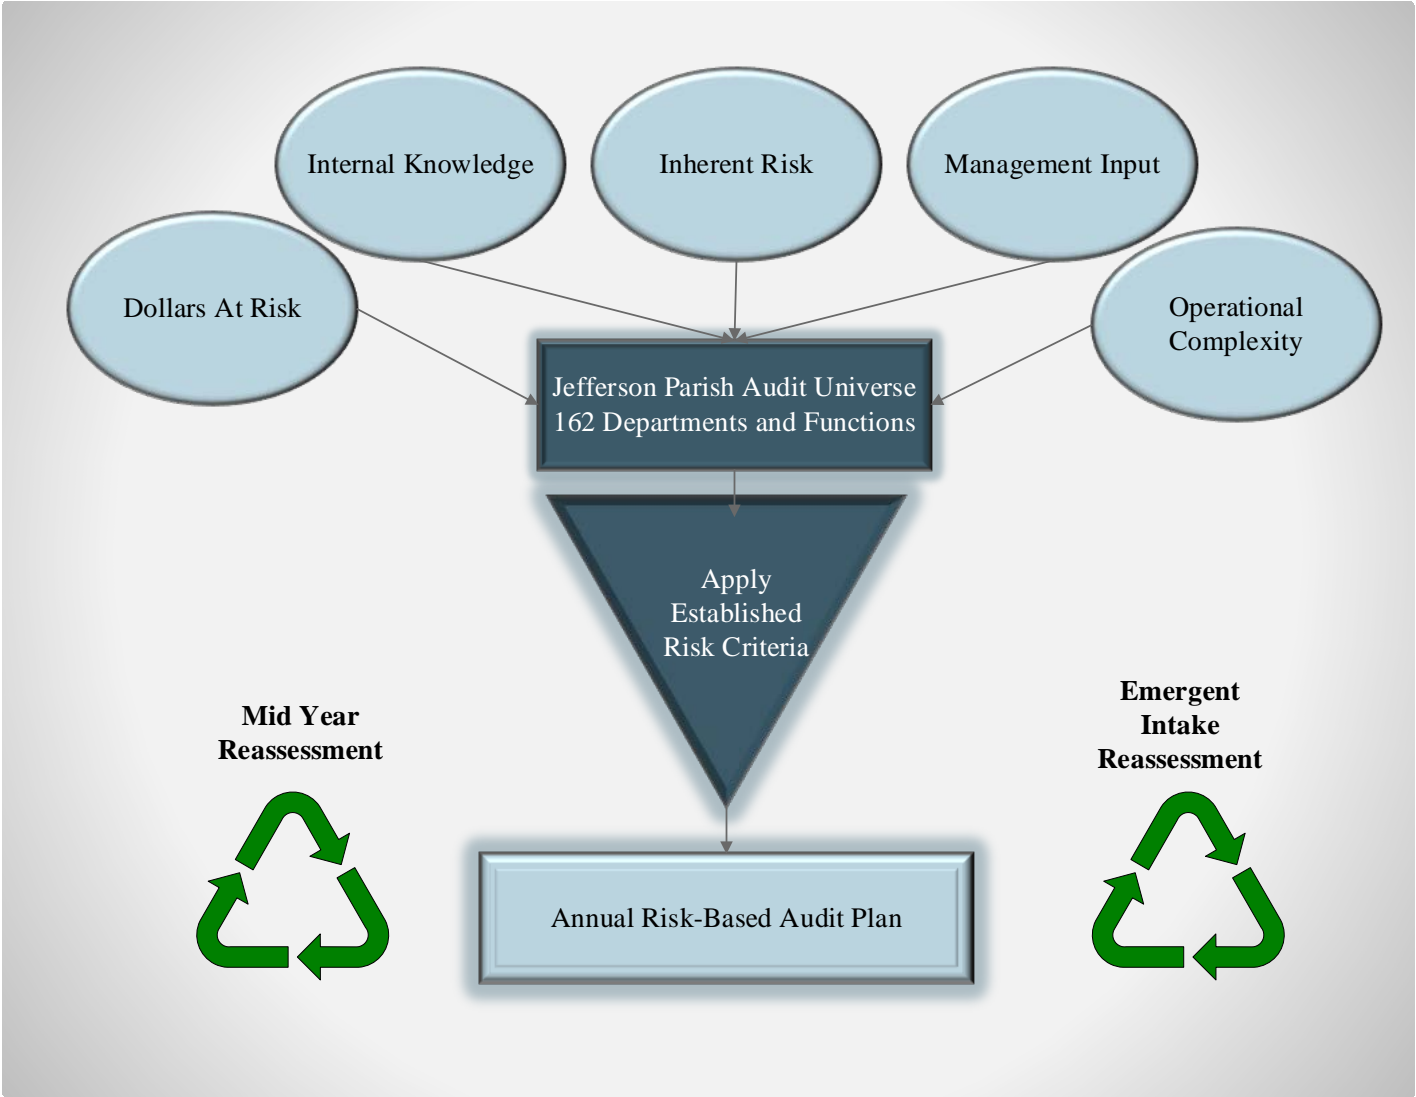 Internal Knowledge
Inherent Risk
Management Input
Dollars At Risk
Operational
Complexity
Jefferson Parish Audit Universe
162 Departments and Functions
Apply
Established
Risk Criteria
Mid Year
Reassessment
Emergent
Intake
Reassessment
Annual Risk-Based Audit Plan